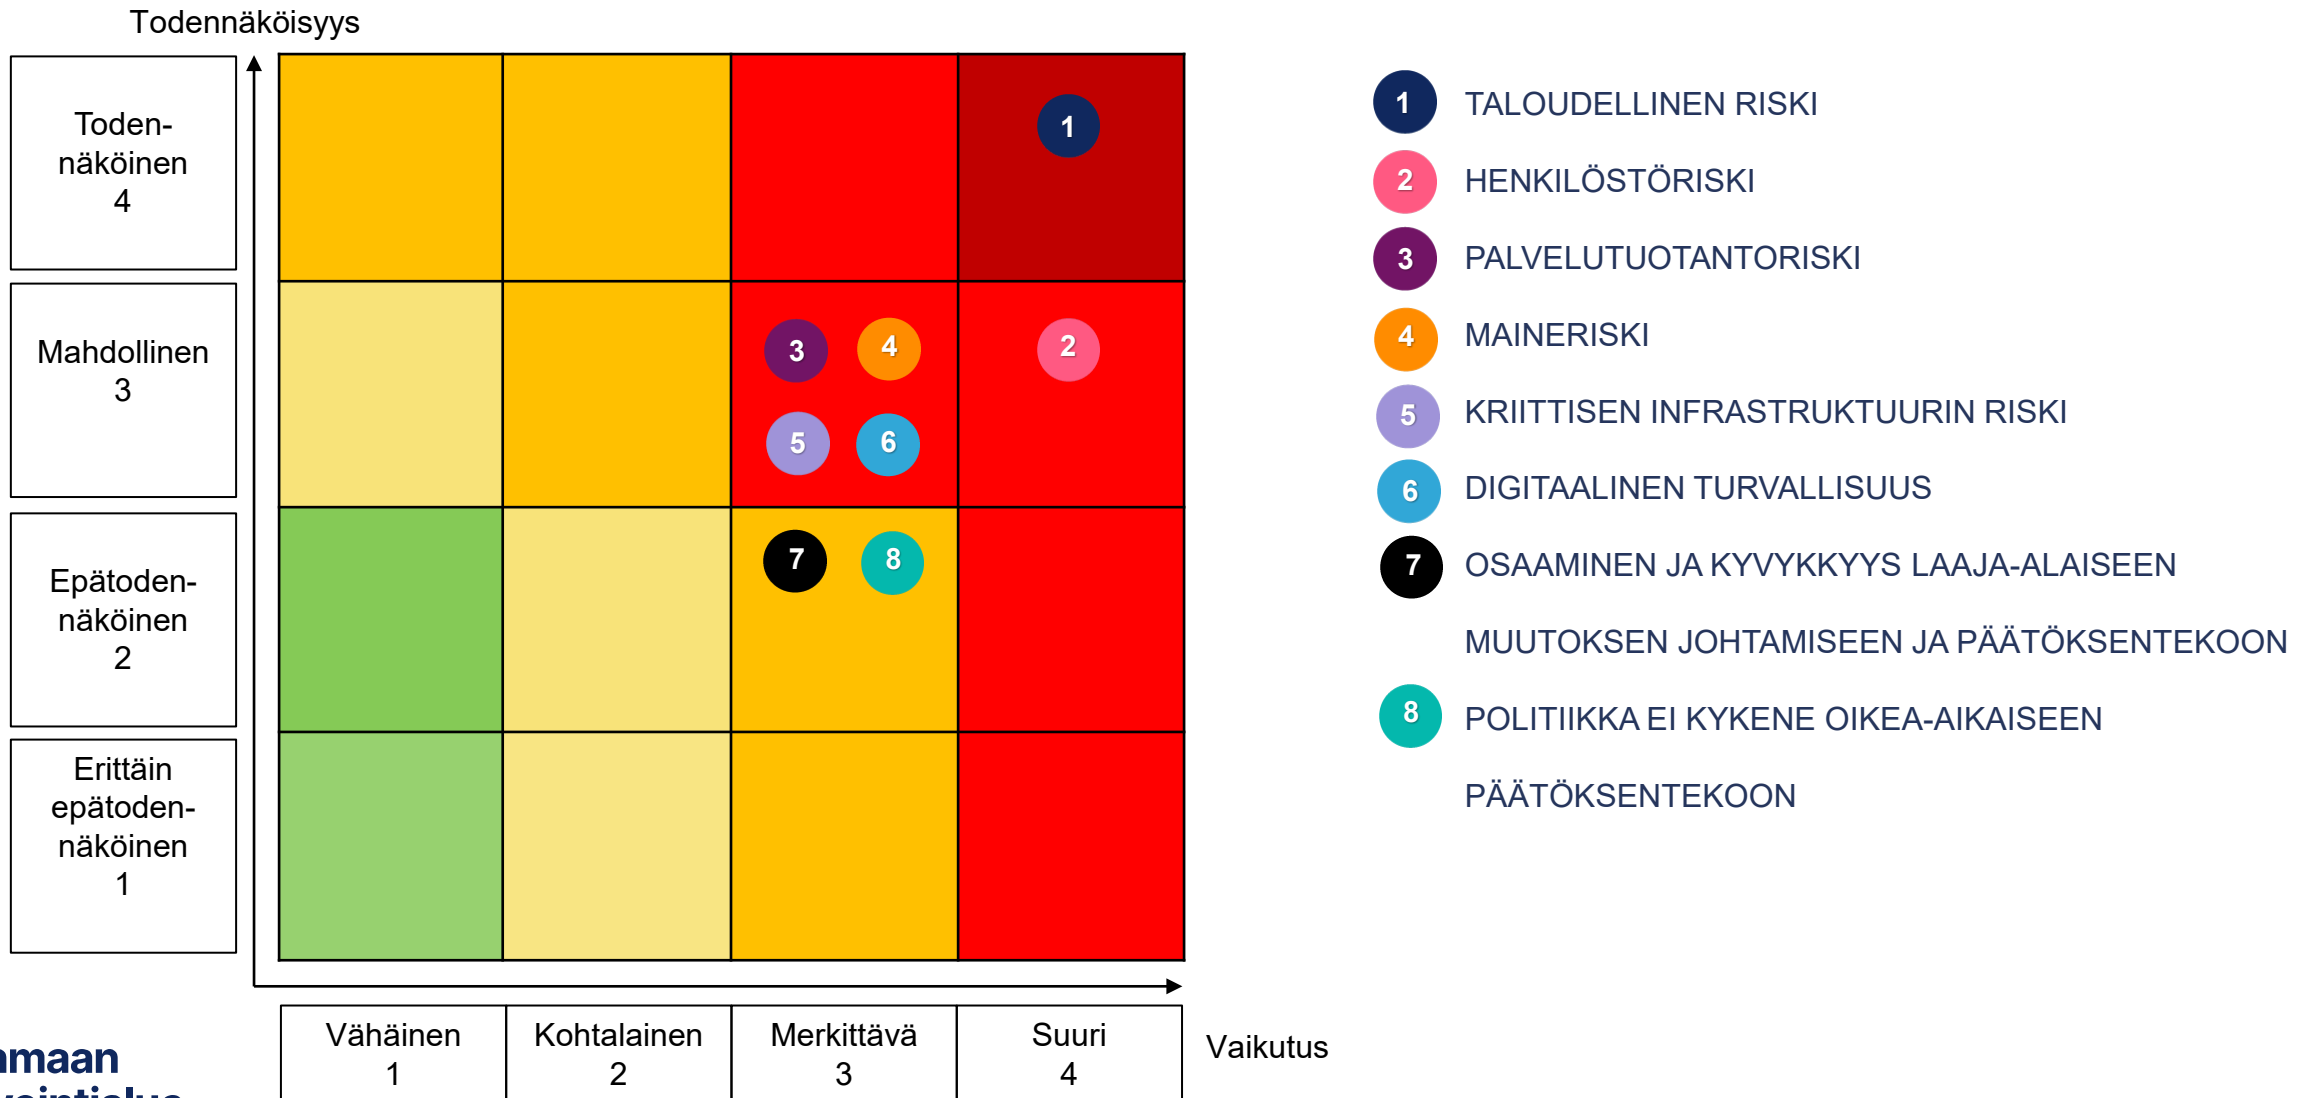 Todennäköisyys
Toden-
näköinen
4
Mahdollinen
3
Epätoden-
näköinen
2
Erittäin
epätoden-
näköinen
1
1
3
4
2
5
6
7
8
Vähäinen
1
Kohtalainen
2
Merkittävä
3
Suuri
4
Vaikutus
1 TALOUDELLINEN RISKI
2 HENKILÖSTÖRISKI
3 PALVELUTUOTANTORISKI
4 MAINERISKI
5 KRIITTISEN INFRASTRUKTUURIN RISKI
6 DIGITAALINEN TURVALLISUUS
7 OSAAMINEN JA KYVYKKYYS LAAJA-ALAISEEN
MUUTOKSEN JOHTAMISEEN JA PÄÄTÖKSENTEKOON
8 POLITIIKKA EI KYKENE OIKEA-AIKAISEEN
PÄÄTÖKSENTEKOON